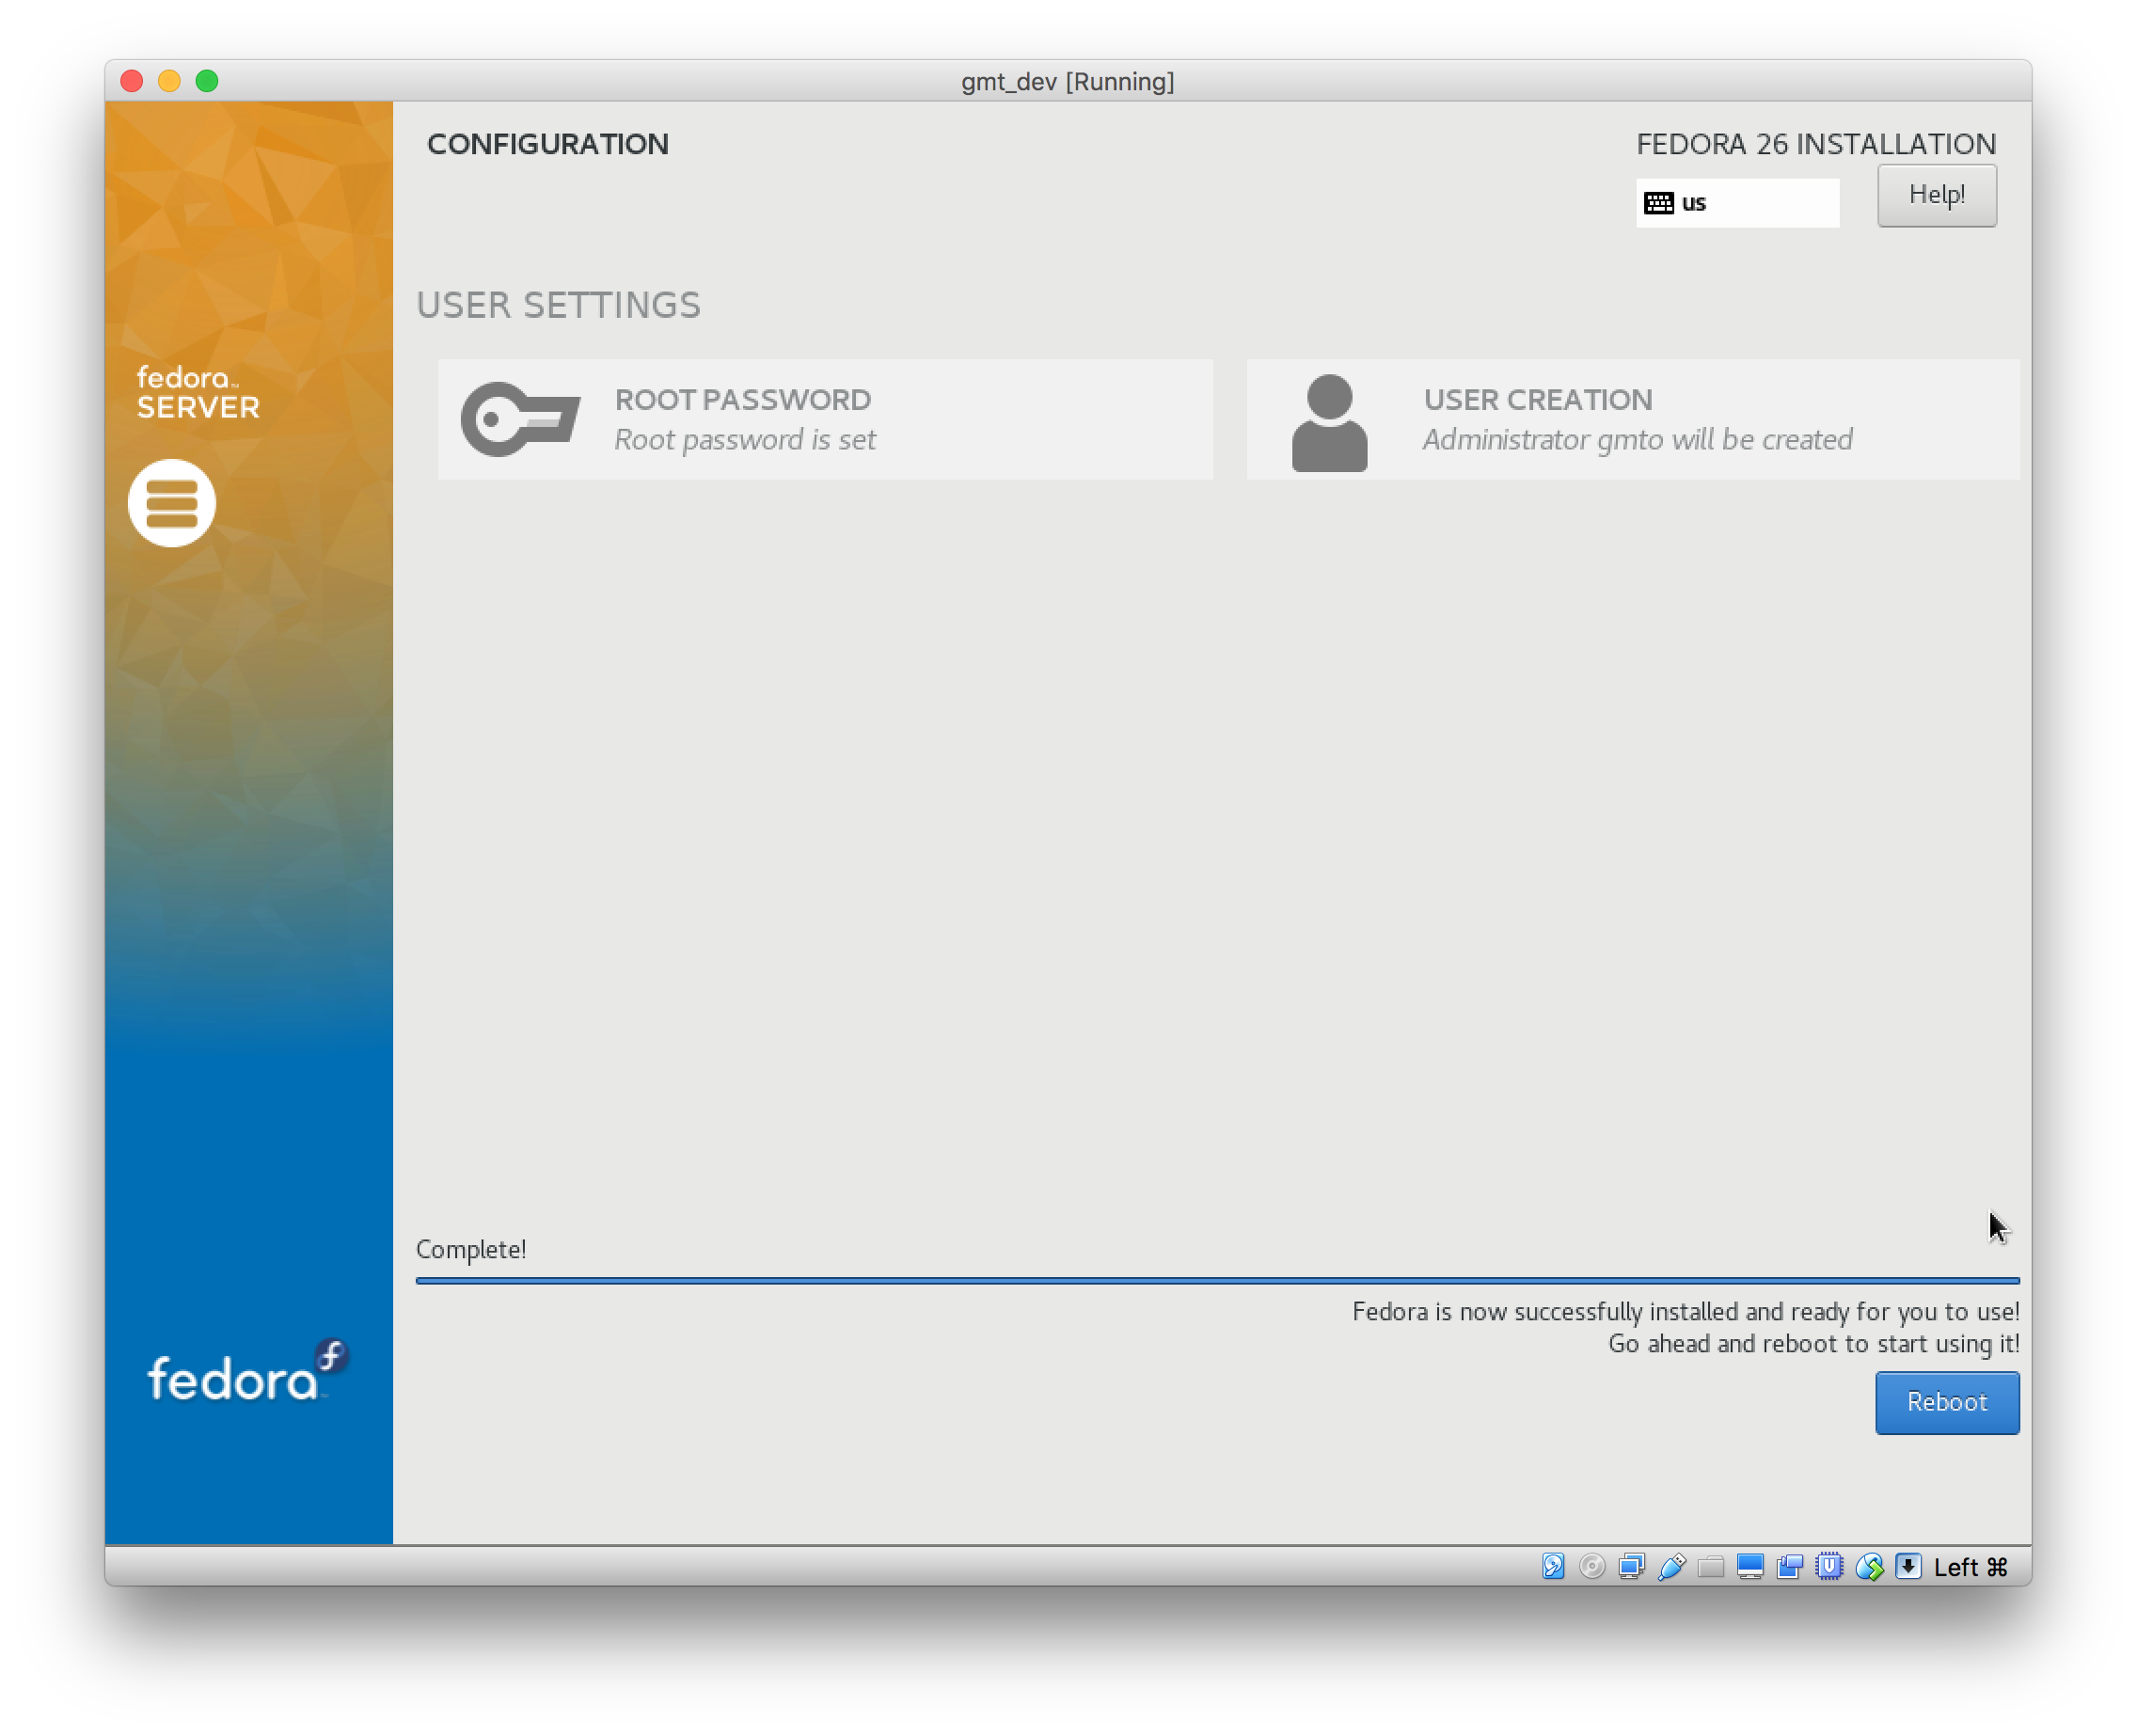 gmt_dev [Running]
CONFIGURATION
FEDORA 26 INSTALLATION
us
Help!
USER SETTINGS
fedora™
SERVER
ROOT PASSWORD
Root password is set
USER CREATION
Administrator gmto will be created
Complete!
Fedora is now successfully installed and ready for you to use!
Go ahead and reboot to start using it!
Reboot
fedora
Left ⌘